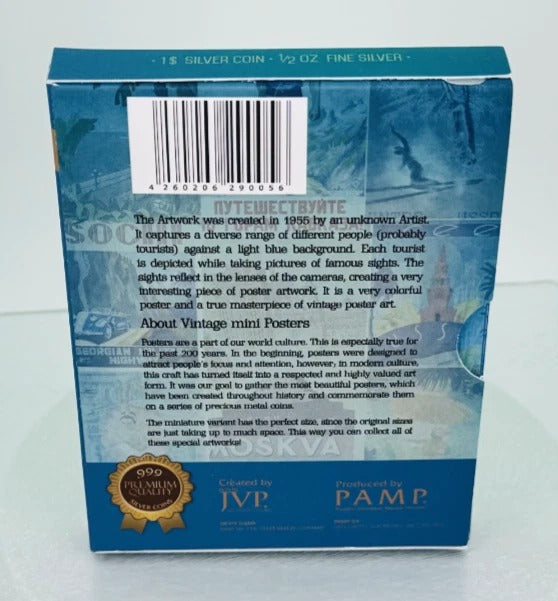 · 1$ SILVER COIN - 1/2 OZ FINE SILVER ·
4 260206 290056
ПУТЕШЕСТВУЙТЕ
The Artwork was created in 1955 by an unknown Artist.
It captures a diverse range of different people (probably
tourists) against a light blue background. Each tourist
is depicted while taking pictures of famous sights. The
sights reflect in the lenses of the cameras, creating a very
interesting piece of poster artwork. It is a very colorful
poster and a true masterpiece of vintage poster art.
About Vintage mini Posters
Posters are a part of our world culture. This is especially true for
the past 200 years. In the beginning, posters were designed to
attract people's focus and attention, however, in modern culture,
this craft has turned itself into a respected and highly valued art
form. It was our goal to gather the most beautiful posters, which
have been created throughout history and commemorate them
on a series of precious metal coins.
The miniature variant has the perfect size, since the original sizes
are just taking up to much space. This way you can collect all of
these special artworks!
GEORGIAN
MOSKVA
999
PREMIUM
QUALITY
SILVER COINS
Created by
JVP.
Produced by
PAMP.